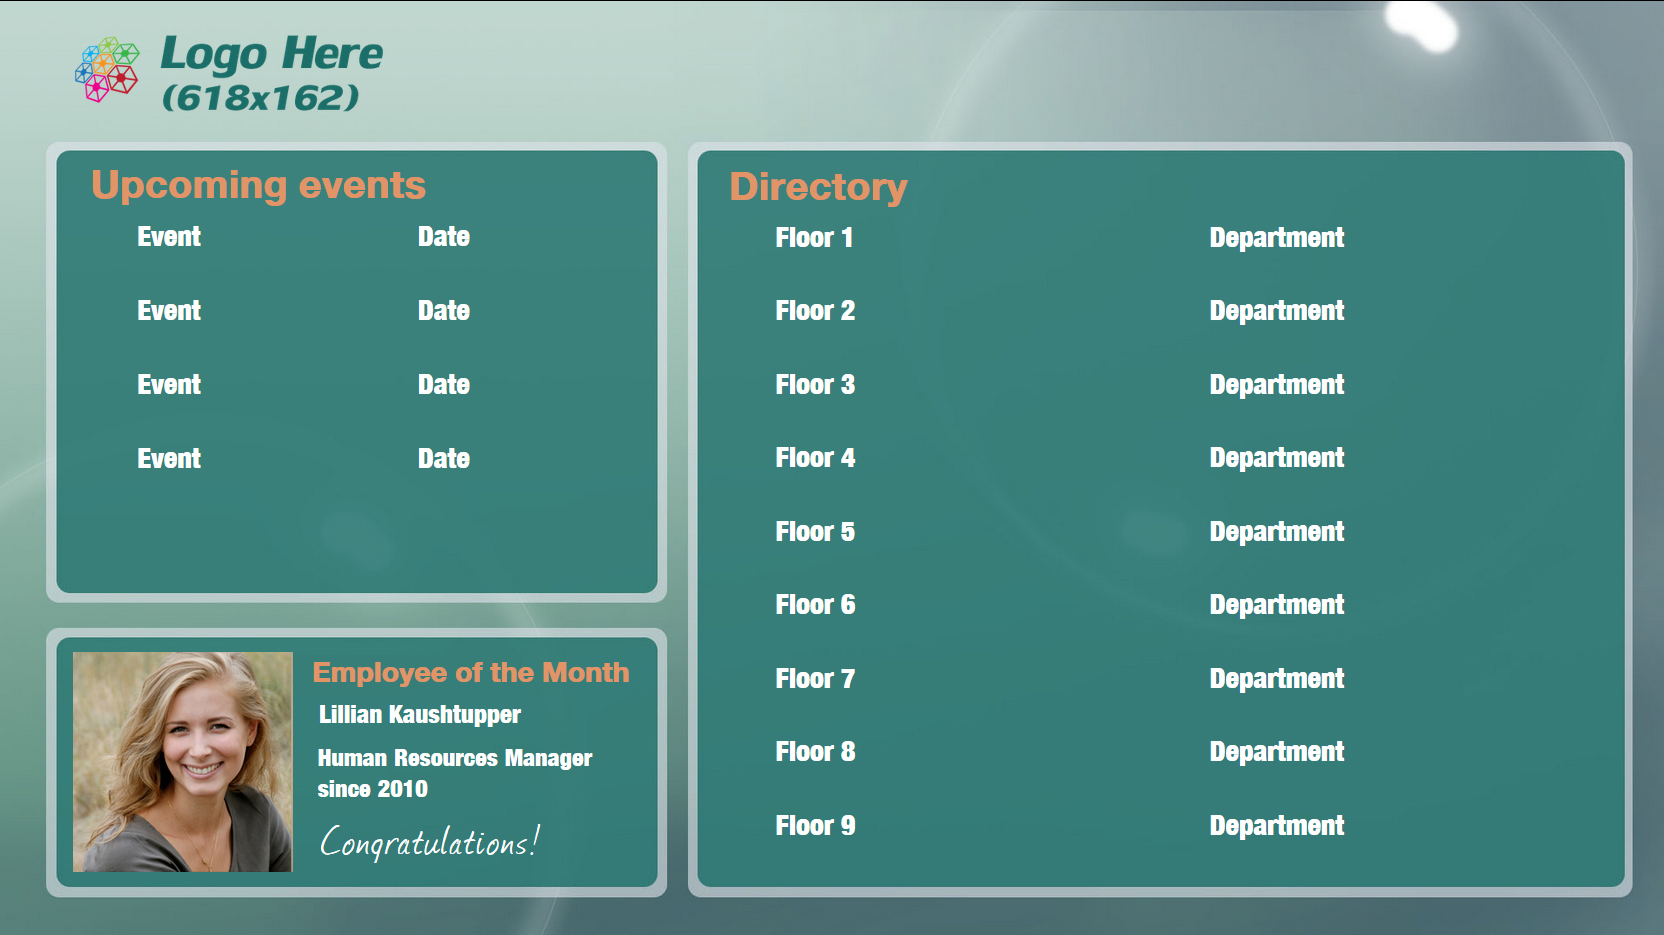 Logo Here
(618x162)
Upcoming events
Event Date
Event Date
Event Date
Event Date
Employee of the Month
Lillian Kaushtupper
Human Resources Manager
since 2010
Congratulations!
Directory
Floor 1 Department
Floor 2 Department
Floor 3 Department
Floor 4 Department
Floor 5 Department
Floor 6 Department
Floor 7 Department
Floor 8 Department
Floor 9 Department